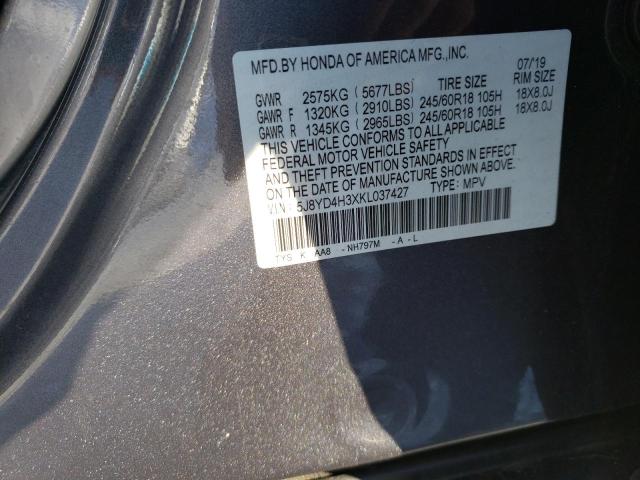 MFD.BY HONDA OF AMERICA MFG.,INC. 07/19
TIRE SIZE RIM SIZE
GVWR 2575KG (5677LBS)
GAWR F 1320KG (2910LBS) 245/60R18 105H 18X8.0J
GAWR R 1345KG (2965LBS) 245/60R18 105H 18X8.0J
THIS VEHICLE CONFORMS TO ALL APPLICABLE
FEDERAL MOTOR VEHICLE SAFETY
AND THEFT PREVENTION STANDARDS IN EFFECT
ON DATE OF MANUFACTURE SHOWN ABOVE.
VIN: 5J8YD4H3XKL037427 TYPE: MPV
TYS K AA8 -NH797M -A-L